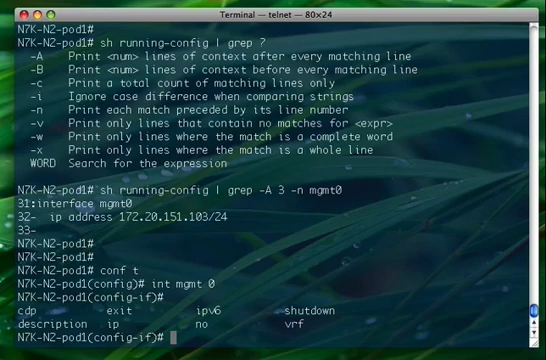 Terminal — telnet — 80×24
N7K-N2-pod1#
N7K-N2-pod1# sh running-config | grep ?
-A Print <num> lines of context after every matching line
-B Print <num> lines of context before every matching line
-c Print a total count of matching lines only
-i Ignore case difference when comparing strings
-n Print each match preceded by its line number
-v Print only lines that contain no matches for <expr>
-w Print only lines where the match is a complete word
-x Print only lines where the match is a whole line
WORD Search for the expression
N7K-N2-pod1# sh running-config | grep -A 3 -n mgmt0
31:interface mgmt0
32- ip address 172.20.151.103/24
33-
N7K-N2-pod1#
N7K-N2-pod1#
N7K-N2-pod1# conf t
N7K-N2-pod1(config)# int mgmt 0
N7K-N2-pod1(config-if)#
cdp exit ipv6 shutdown
description ip no vrf
N7K-N2-pod1(config-if)#